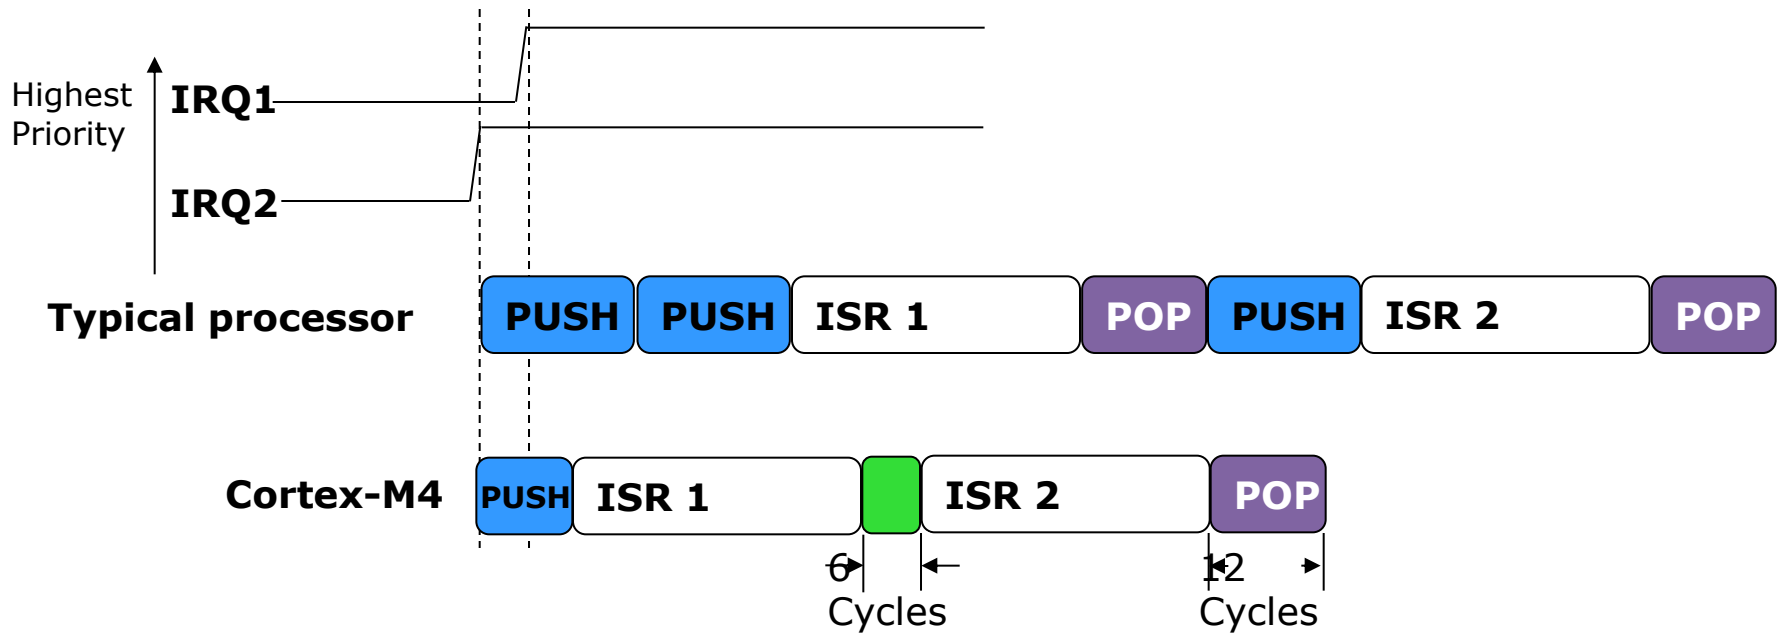 Highest
Priority
IRQ1
IRQ2
Typical processor
PUSH PUSH ISR 1 POP PUSH ISR 2 POP
Cortex-M4
PUSH ISR 1 ISR 2 POP
6
Cycles
12
Cycles